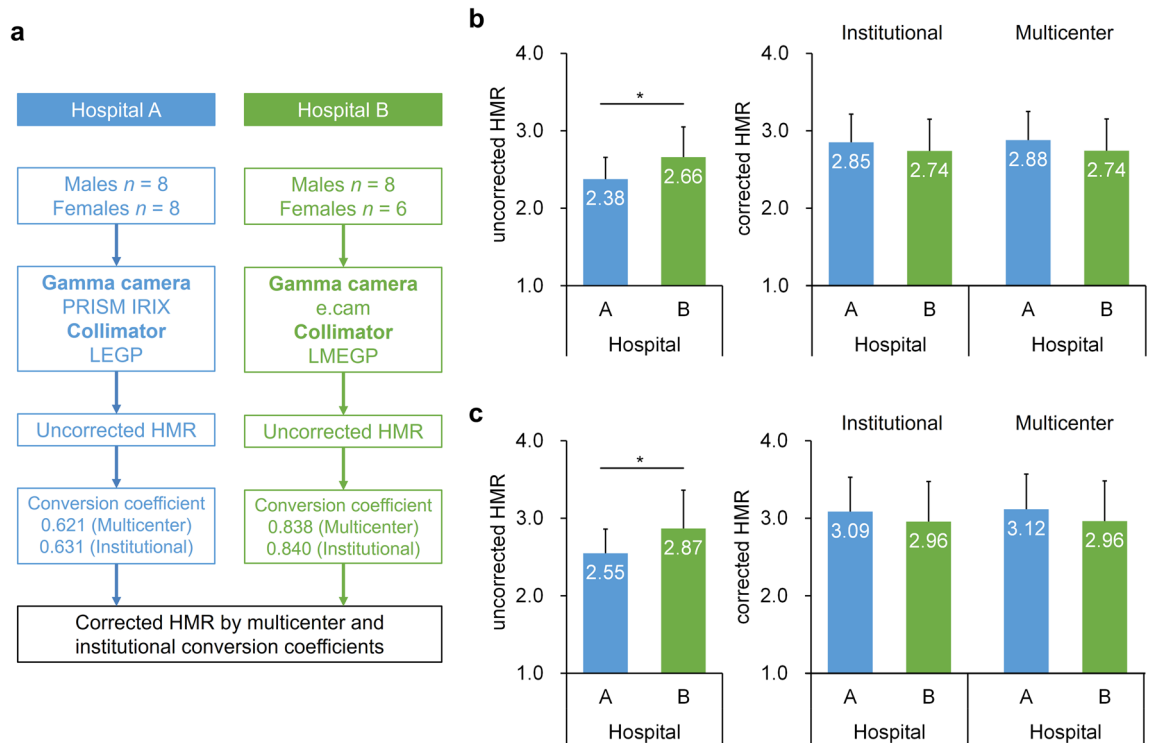 a
Hospital A
Hospital B
Males n = 8
Females n = 8
Males n = 8
Females n = 6
Gamma camera
PRISM IRIX
Collimator
LEGP
Gamma camera
e.cam
Collimator
LMEGP
Uncorrected HMR
Uncorrected HMR
Conversion coefficient
0.621 (Multicenter)
0.631 (Institutional)
Conversion coefficient
0.838 (Multicenter)
0.840 (Institutional)
Corrected HMR by multicenter and
institutional conversion coefficients
b
uncorrected HMR
4.0
3.0
2.0
1.0
*
2.38
2.66
A
B
Hospital
Institutional
Multicenter
corrected HMR
4.0
3.0
2.0
1.0
2.85
2.74
2.88
2.74
A
B
A
B
Hospital
Hospital
c
uncorrected HMR
4.0
3.0
2.0
1.0
*
2.55
2.87
A
B
Hospital
Institutional
Multicenter
corrected HMR
4.0
3.0
2.0
1.0
3.09
2.96
3.12
2.96
A
B
A
B
Hospital
Hospital